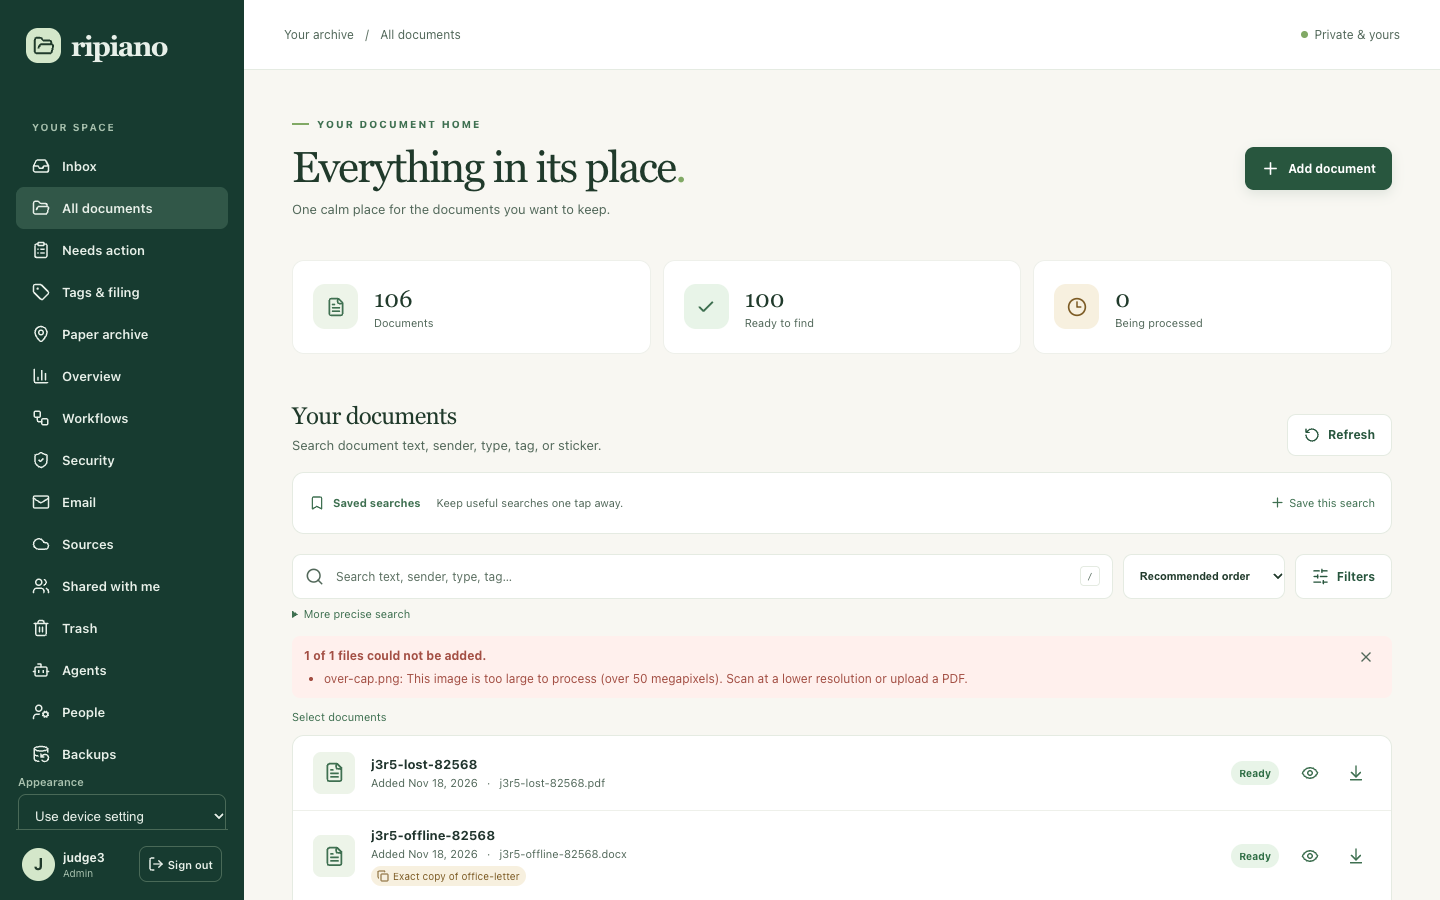 ripiano
YOUR SPACE
Inbox
All documents
Needs action
Tags & filing
Paper archive
Overview
Workflows
Security
Email
Sources
Shared with me
Trash
Agents
People
Backups
Appearance
Use device setting
J
judge3
Admin
Sign out
Your archive / All documents
Private & yours
YOUR DOCUMENT HOME
Everything in its place.
One calm place for the documents you want to keep.
Add document
106
Documents
100
Ready to find
0
Being processed
Your documents
Search document text, sender, type, tag, or sticker.
Refresh
Saved searches Keep useful searches one tap away.
Save this search
Search text, sender, type, tag...
/
Recommended order
Filters
More precise search
1 of 1 files could not be added.
• over-cap.png: This image is too large to process (over 50 megapixels). Scan at a lower resolution or upload a PDF.
Select documents
j3r5-lost-82568
Added Nov 18, 2026 · j3r5-lost-82568.pdf
Ready
j3r5-offline-82568
Added Nov 18, 2026 · j3r5-offline-82568.docx
Exact copy of office-letter
Ready